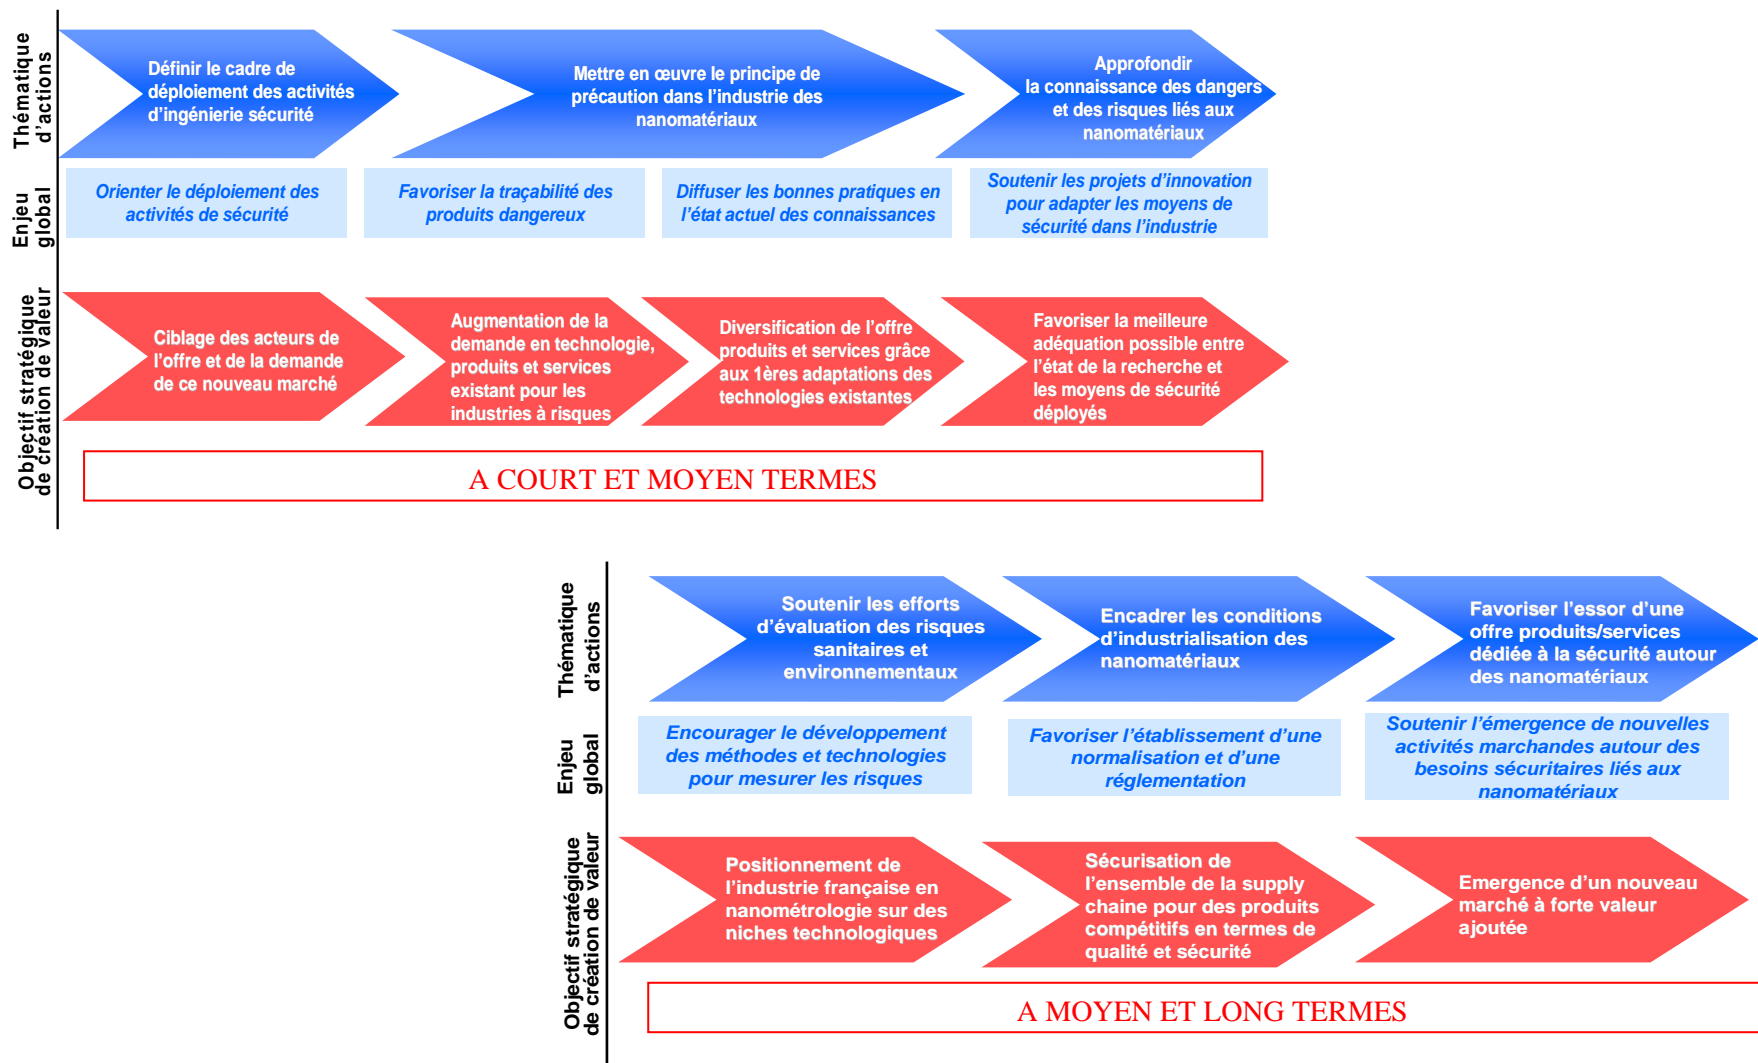 Thématique
d'actions
Définir le cadre de
déploiement des activités
d'ingénierie sécurité
Mettre en œuvre le principe de
précaution dans l'industrie des
nanomatériaux
Approfondir
la connaissance des dangers
et des risques liés aux
nanomatériaux
Enjeu
global
Orienter le déploiement des
activités de sécurité
Favoriser la traçabilité des
produits dangereux
Diffuser les bonnes pratiques en
l'état actuel des connaissances
Soutenir les projets d'innovation
pour adapter les moyens de
sécurité dans l'industrie
Objectif stratégique
de création de valeur
Ciblage des acteurs de
l'offre et de la demande
de ce nouveau marché
Augmentation de la
demande en technologie,
produits et services
existant pour les
industries à risques
Diversification de l'offre
produits et services grâce
aux 1ères adaptations des
technologies existantes
Favoriser la meilleure
adéquation possible entre
l'état de la recherche et
les moyens de sécurité
déployés
A COURT ET MOYEN TERMES
Thématique
d'actions
Soutenir les efforts
d'évaluation des risques
sanitaires et
environnementaux
Encadrer les conditions
d'industrialisation des
nanomatériaux
Favoriser l'essor d'une
offre produits/services
dédiée à la sécurité autour
des nanomatériaux
Enjeu
global
Encourager le développement
des méthodes et technologies
pour mesurer les risques
Favoriser l'établissement d'une
normalisation et d'une
réglementation
Soutenir l'émergence de nouvelles
activités marchandes autour des
besoins sécuritaires liés aux
nanomatériaux
Objectif stratégique
de création de valeur
Positionnement de
l'industrie française en
nanométrologie sur des
niches technologiques
Sécurisation de
l'ensemble de la supply
chaine pour des produits
compétitifs en termes de
qualité et sécurité
Emergence d'un nouveau
marché à forte valeur
ajoutée
A MOYEN ET LONG TERMES